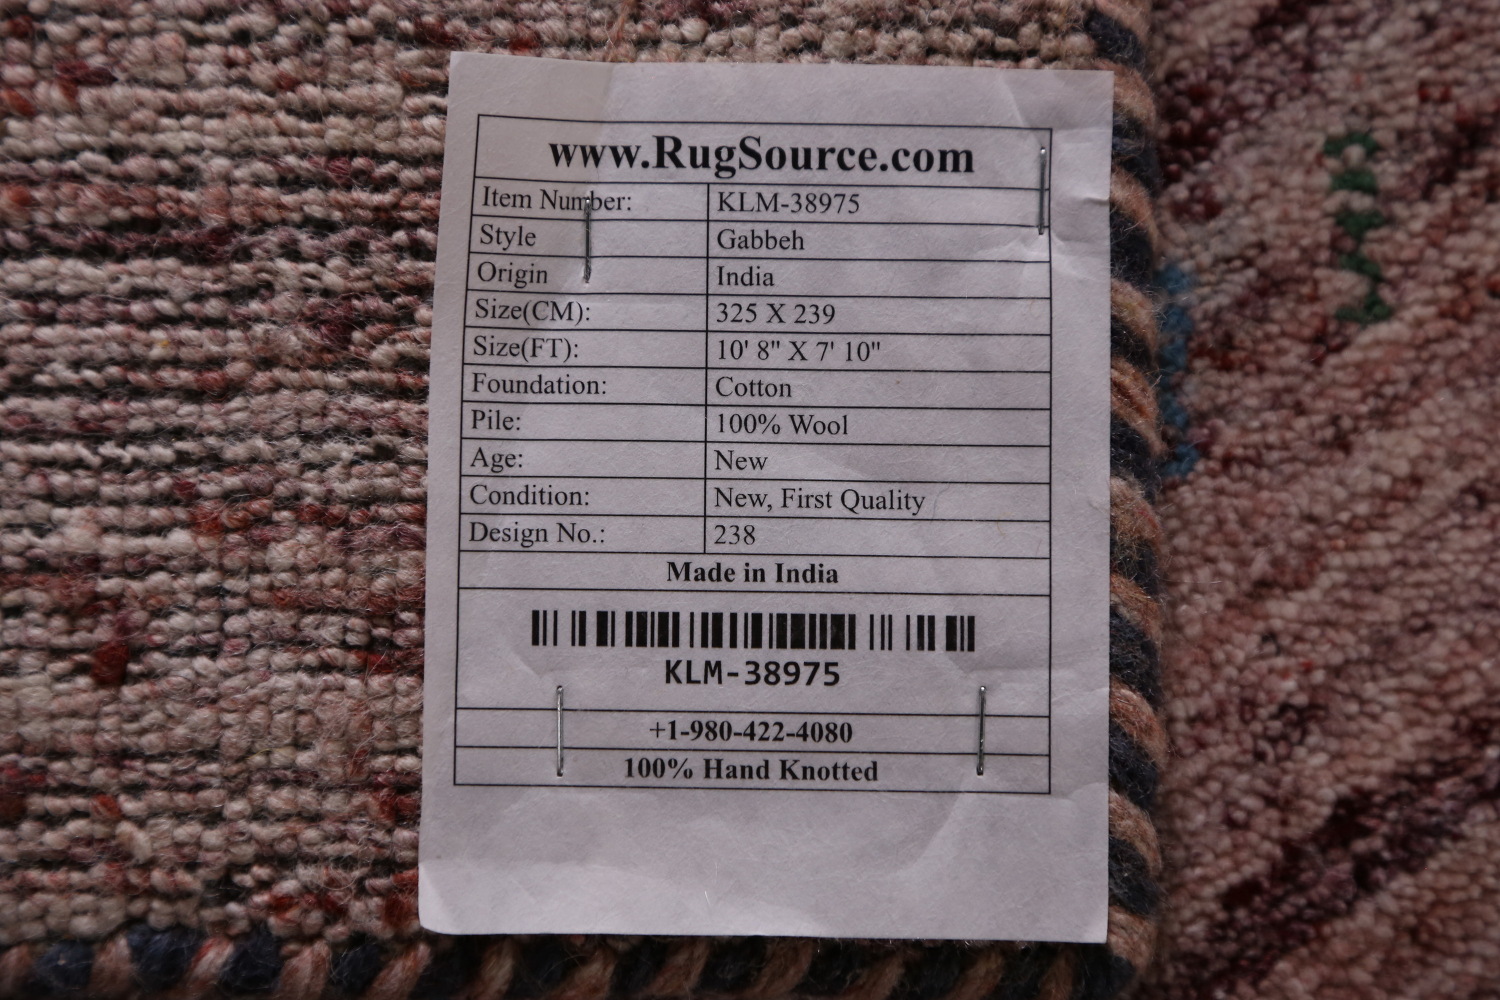 www.RugSource.com
Item Number: KLM-38975
Style Gabbeh
Origin India
Size(CM): 325 X 239
Size(FT): 10' 8" X 7' 10"
Foundation: Cotton
Pile: 100% Wool
Age: New
Condition: New, First Quality
Design No.: 238
Made in India
KLM-38975
+1-980-422-4080
100% Hand Knotted